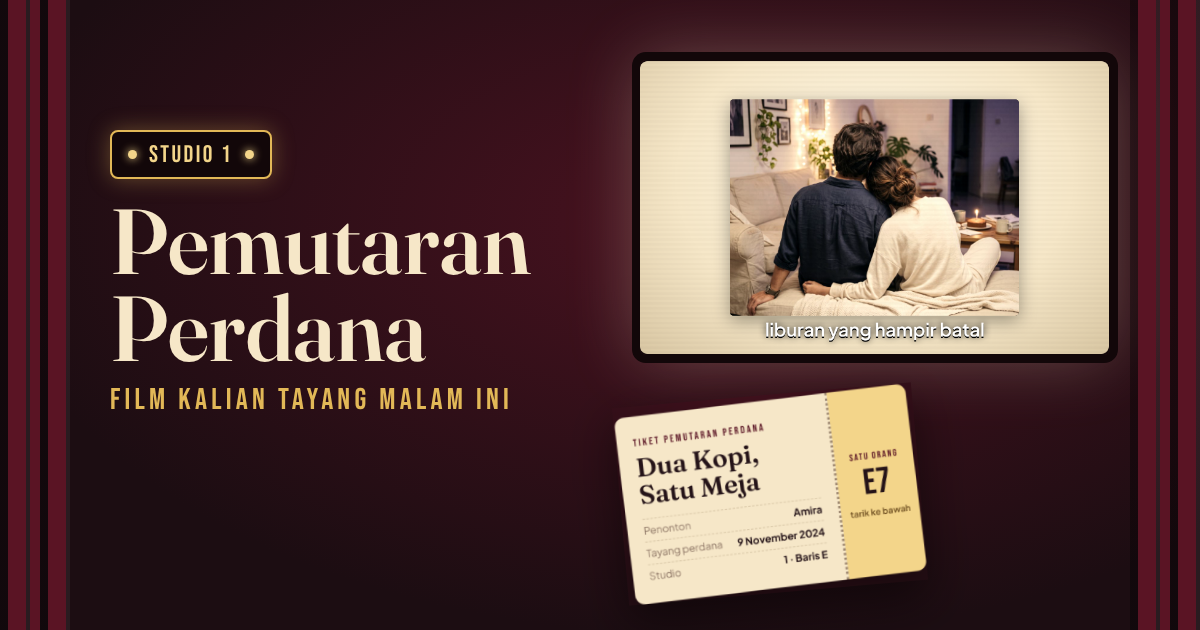 STUDIO 1
Pemutaran
Perdana
FILM KALIAN TAYANG MALAM INI
liburan yang hampir batal
TIKET PEMUTARAN PERDANA
Dua Kopi,
Satu Meja
Penonton Amira
Tayang perdana 9 November 2024
Studio 1 · Baris E
SATU ORANG
E7
tarik ke bawah